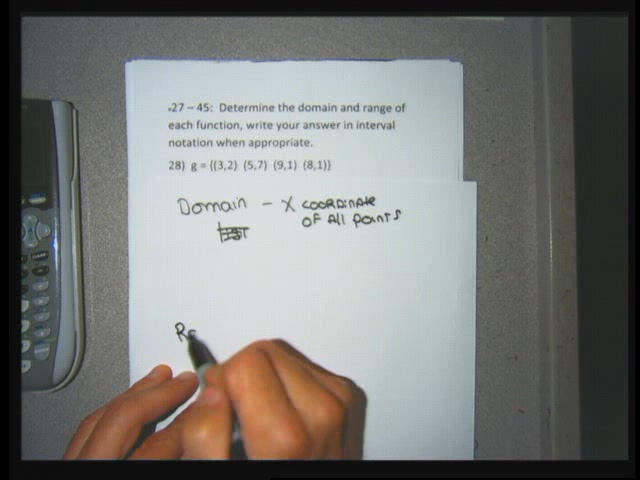 .27 – 45: Determine the domain and range of
each function, write your answer in interval
notation when appropriate.
28) g = {(3,2) (5,7) (9,1) (8,1)}
Domain – X COORDINATE
OF All POINTS
Ra